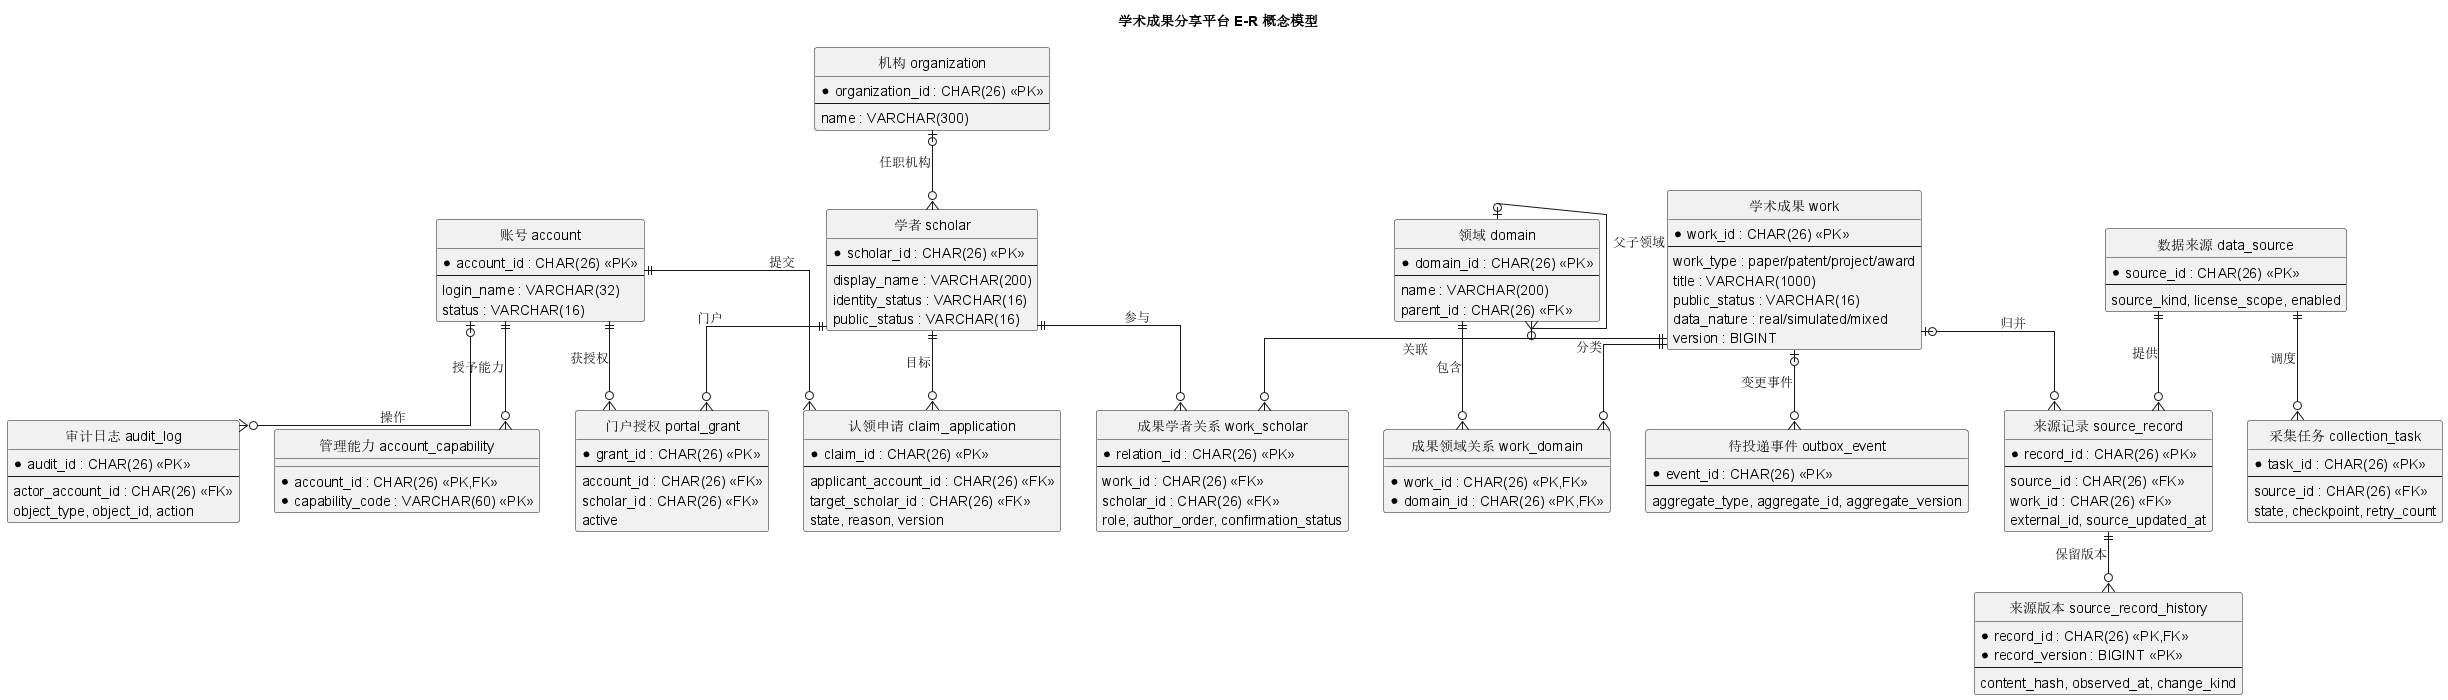 学术成果分享平台 E-R 概念模型
机构 organization
organization_id : CHAR(26) «PK»
name : VARCHAR(300)
任职机构
学者 scholar
scholar_id : CHAR(26) «PK»
display_name : VARCHAR(200)
identity_status : VARCHAR(16)
public_status : VARCHAR(16)
账号 account
account_id : CHAR(26) «PK»
login_name : VARCHAR(32)
status : VARCHAR(16)
提交
领域 domain
domain_id : CHAR(26) «PK»
name : VARCHAR(200)
parent_id : CHAR(26) «FK»
父子领域
学术成果 work
work_id : CHAR(26) «PK»
work_type : paper/patent/project/award
title : VARCHAR(1000)
public_status : VARCHAR(16)
data_nature : real/simulated/mixed
version : BIGINT
数据来源 data_source
source_id : CHAR(26) «PK»
source_kind, license_scope, enabled
门户
参与
归并
授予能力
获授权
目标
关联
包含
分类
变更事件
提供
调度
操作
审计日志 audit_log
audit_id : CHAR(26) «PK»
actor_account_id : CHAR(26) «FK»
object_type, object_id, action
管理能力 account_capability
account_id : CHAR(26) «PK,FK»
capability_code : VARCHAR(60) «PK»
门户授权 portal_grant
grant_id : CHAR(26) «PK»
account_id : CHAR(26) «FK»
scholar_id : CHAR(26) «FK»
active
认领申请 claim_application
claim_id : CHAR(26) «PK»
applicant_account_id : CHAR(26) «FK»
target_scholar_id : CHAR(26) «FK»
state, reason, version
成果学者关系 work_scholar
relation_id : CHAR(26) «PK»
work_id : CHAR(26) «FK»
scholar_id : CHAR(26) «FK»
role, author_order, confirmation_status
成果领域关系 work_domain
work_id : CHAR(26) «PK,FK»
domain_id : CHAR(26) «PK,FK»
待投递事件 outbox_event
event_id : CHAR(26) «PK»
aggregate_type, aggregate_id, aggregate_version
来源记录 source_record
record_id : CHAR(26) «PK»
source_id : CHAR(26) «FK»
work_id : CHAR(26) «FK»
external_id, source_updated_at
采集任务 collection_task
task_id : CHAR(26) «PK»
source_id : CHAR(26) «FK»
state, checkpoint, retry_count
保留版本
来源版本 source_record_history
record_id : CHAR(26) «PK,FK»
record_version : BIGINT «PK»
content_hash, observed_at, change_kind